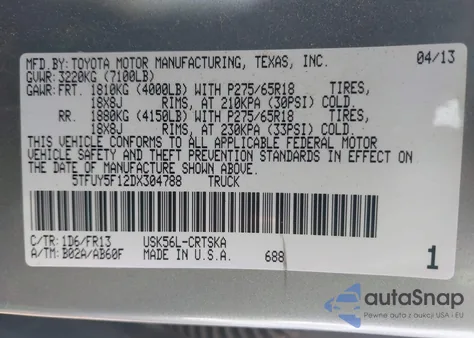 MFD.BY: TOYOTA MOTOR MANUFACTURING, TEXAS, INC. 04/13
GVWR: 3220KG (7100LB)
GAWR: FRT. 1810KG (4000LB) WITH P275/65R18 TIRES,
18X8J RIMS, AT 210KPA (30PSI) COLD.
RR. 1880KG (4150LB) WITH P275/65R18 TIRES,
18X8J RIMS, AT 230KPA (33PSI) COLD.
THIS VEHICLE CONFORMS TO ALL APPLICABLE FEDERAL MOTOR
VEHICLE SAFETY AND THEFT PREVENTION STANDARDS IN EFFECT ON
THE DATE OF MANUFACTURE SHOWN ABOVE.
5TFUY5F12DX304788 TRUCK
C/TR: 1D6/FR13 USK56L-CRTSKA
A/TM: B02A/AB60F MADE IN U.S.A. 688
1
autoSnap
Pewne auta z USA i EU